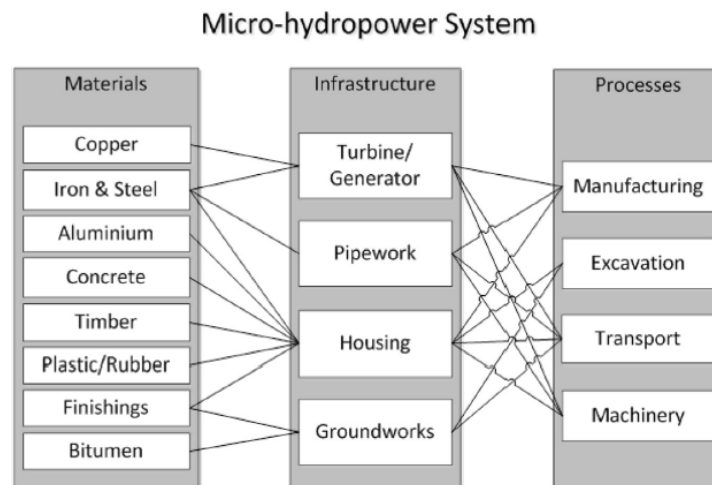 Micro-hydropower System
Materials
Copper
Iron & Steel
Aluminium
Concrete
Timber
Plastic/Rubber
Finishings
Bitumen
Infrastructure
Turbine/
Generator
Pipework
Housing
Groundworks
Processes
Manufacturing
Excavation
Transport
Machinery